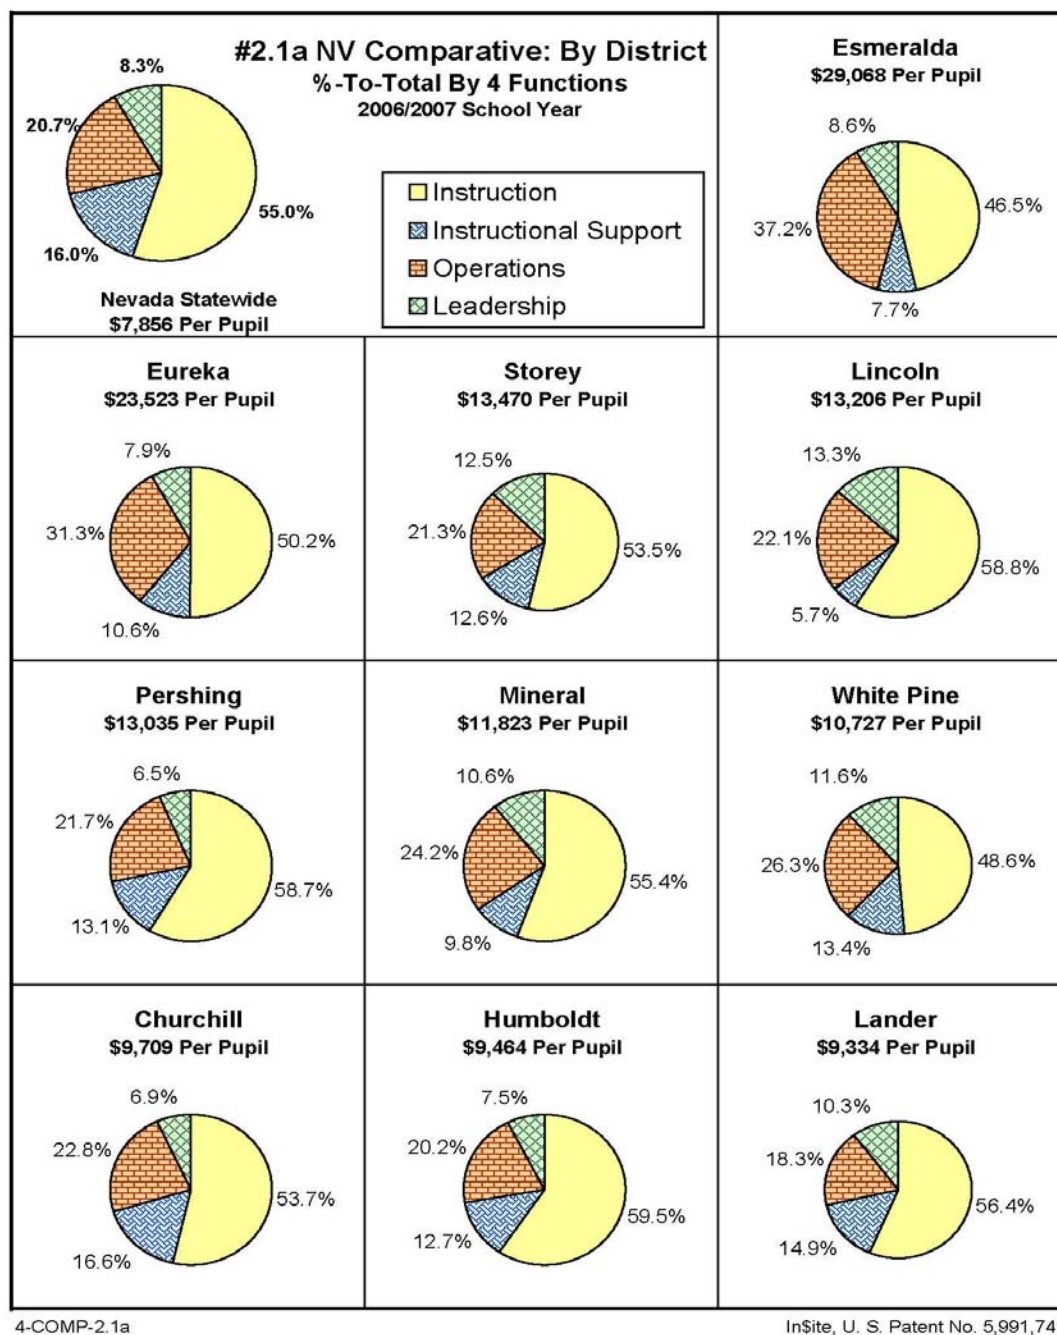 #2.1a NV Comparative: By District
%-To-Total By 4 Functions
2006/2007 School Year
8.3%
20.7%
55.0%
16.0%
Nevada Statewide
$7,856 Per Pupil
Instruction
Instructional Support
Operations
Leadership
Esmeralda
$29,068 Per Pupil
8.6%
46.5%
37.2%
7.7%
Eureka
$23,523 Per Pupil
7.9%
31.3%
50.2%
10.6%
Storey
$13,470 Per Pupil
12.5%
21.3%
53.5%
12.6%
Lincoln
$13,206 Per Pupil
13.3%
22.1%
58.8%
5.7%
Pershing
$13,035 Per Pupil
6.5%
21.7%
58.7%
13.1%
Mineral
$11,823 Per Pupil
10.6%
24.2%
55.4%
9.8%
White Pine
$10,727 Per Pupil
11.6%
26.3%
48.6%
13.4%
Churchill
$9,709 Per Pupil
6.9%
22.8%
53.7%
16.6%
Humboldt
$9,464 Per Pupil
7.5%
20.2%
59.5%
12.7%
Lander
$9,334 Per Pupil
10.3%
18.3%
56.4%
14.9%
4-COMP-2.1a
In$ite, U. S. Patent No. 5,991,74